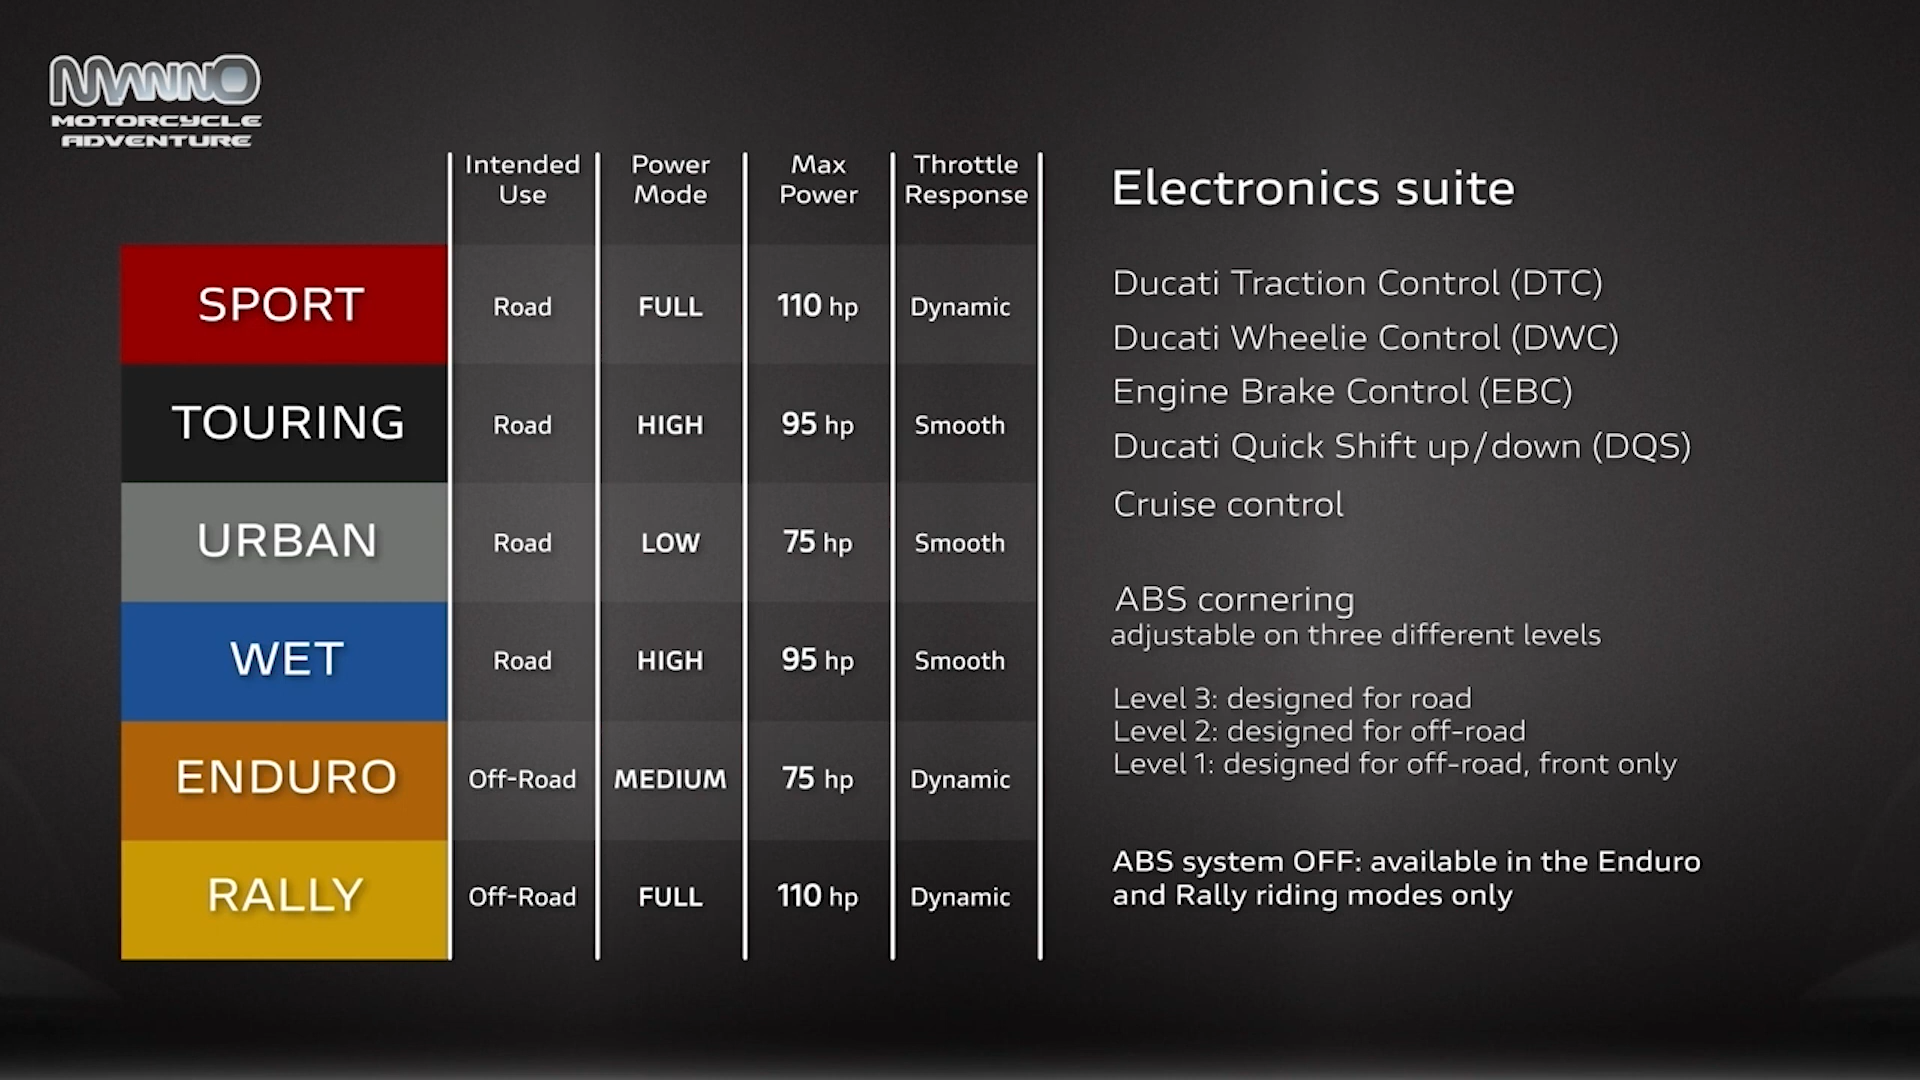 MANNO
MOTORCYCLE
ADVENTURE
Intended Use
Power Mode
Max Power
Throttle Response
SPORT Road FULL 110 hp Dynamic
TOURING Road HIGH 95 hp Smooth
URBAN Road LOW 75 hp Smooth
WET Road HIGH 95 hp Smooth
ENDURO Off-Road MEDIUM 75 hp Dynamic
RALLY Off-Road FULL 110 hp Dynamic
Electronics suite
Ducati Traction Control (DTC)
Ducati Wheelie Control (DWC)
Engine Brake Control (EBC)
Ducati Quick Shift up/down (DQS)
Cruise control
ABS cornering
adjustable on three different levels
Level 3: designed for road
Level 2: designed for off-road
Level 1: designed for off-road, front only
ABS system OFF: available in the Enduro
and Rally riding modes only